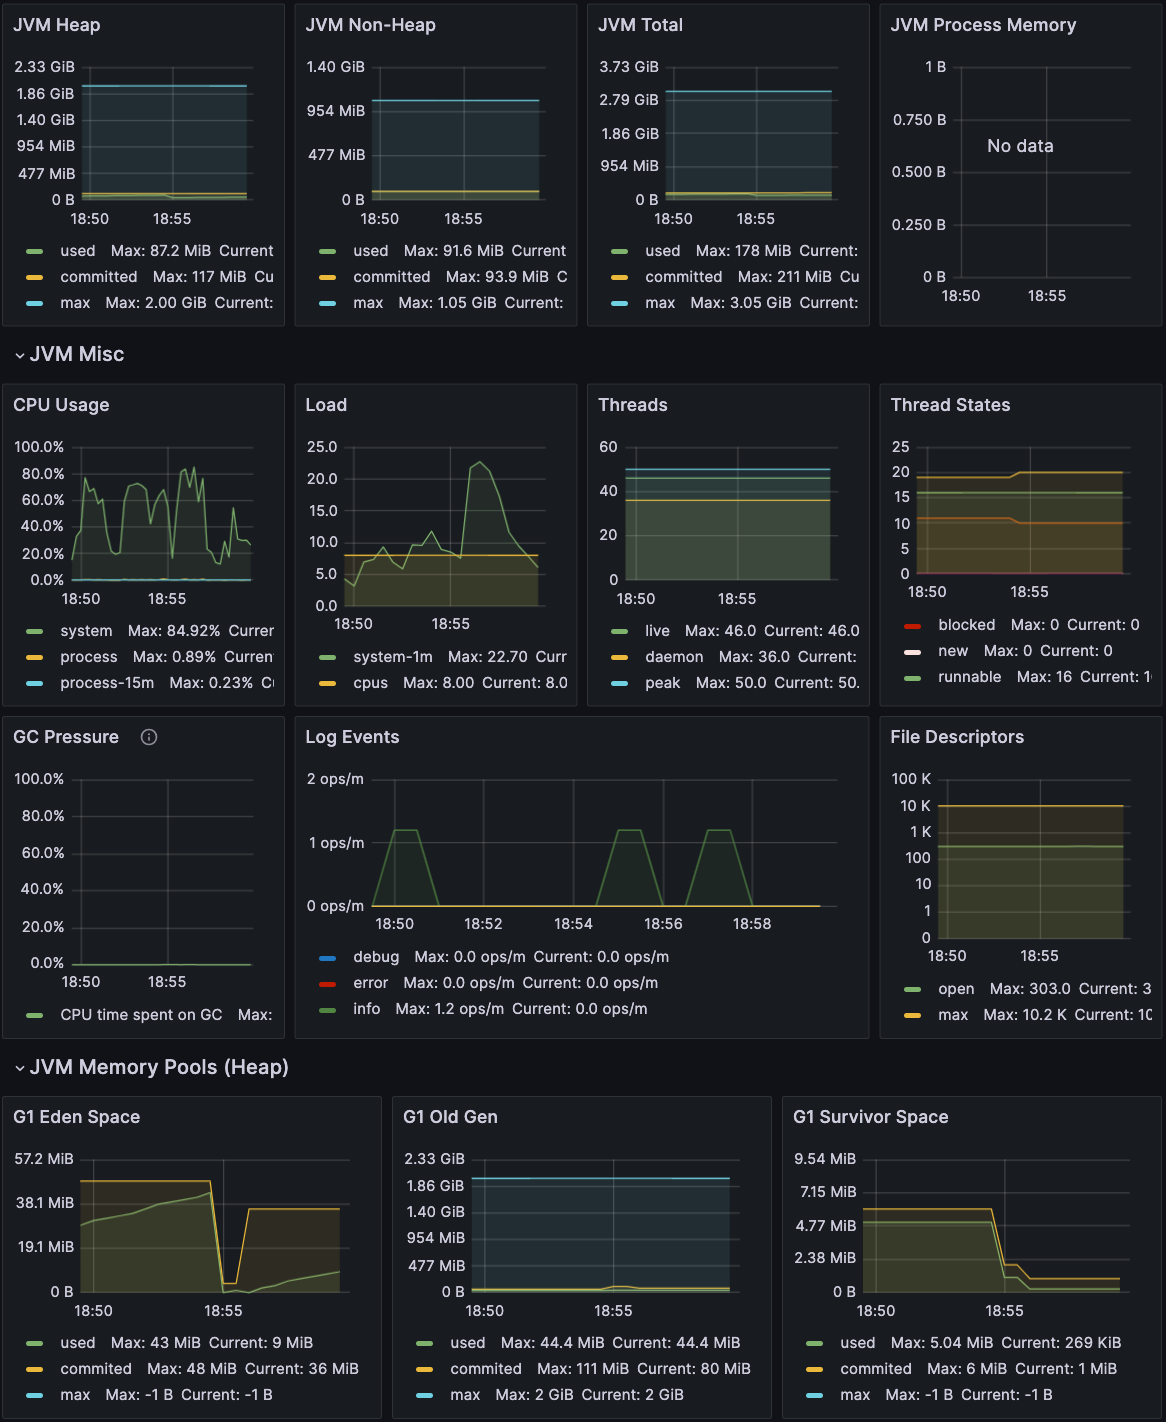 JVM Heap
2.33 GiB
1.86 GiB
1.40 GiB
954 MiB
477 MiB
0 B
18:50 18:55
used Max: 87.2 MiB Current
committed Max: 117 MiB Cu
max Max: 2.00 GiB Current:
JVM Non-Heap
1.40 GiB
954 MiB
477 MiB
0 B
18:50 18:55
used Max: 91.6 MiB Current
committed Max: 93.9 MiB C
max Max: 1.05 GiB Current:
JVM Total
3.73 GiB
2.79 GiB
1.86 GiB
954 MiB
0 B
18:50 18:55
used Max: 178 MiB Current:
committed Max: 211 MiB Cu
max Max: 3.05 GiB Current:
JVM Process Memory
1 B
0.750 B
0.500 B
0.250 B
0 B
No data
18:50 18:55
JVM Misc
CPU Usage
100.0%
80.0%
60.0%
40.0%
20.0%
0.0%
18:50 18:55
system Max: 84.92% Currer
process Max: 0.89% Curren
process-15m Max: 0.23% C
Load
25.0
20.0
15.0
10.0
5.0
0.0
18:50 18:55
system-1m Max: 22.70 Curr
cpus Max: 8.00 Current: 8.0
Threads
60
40
20
0
18:50 18:55
live Max: 46.0 Current: 46.0
daemon Max: 36.0 Current:
peak Max: 50.0 Current: 50.
Thread States
25
20
15
10
5
0
18:50 18:55
blocked Max: 0 Current: 0
new Max: 0 Current: 0
runnable Max: 16 Current: 1
GC Pressure
100.0%
80.0%
60.0%
40.0%
20.0%
0.0%
18:50 18:55
CPU time spent on GC Max:
Log Events
2 ops/m
1 ops/m
0 ops/m
18:50 18:52 18:54 18:56 18:58
debug Max: 0.0 ops/m Current: 0.0 ops/m
error Max: 0.0 ops/m Current: 0.0 ops/m
info Max: 1.2 ops/m Current: 0.0 ops/m
File Descriptors
100 K
10 K
1 K
100
10
1
0
18:50 18:55
open Max: 303.0 Current: 3
max Max: 10.2 K Current: 10
JVM Memory Pools (Heap)
G1 Eden Space
57.2 MiB
38.1 MiB
19.1 MiB
0 B
18:50 18:55
used Max: 43 MiB Current: 9 MiB
commited Max: 48 MiB Current: 36 MiB
max Max: -1 B Current: -1 B
G1 Old Gen
2.33 GiB
1.86 GiB
1.40 GiB
954 MiB
477 MiB
0 B
18:50 18:55
used Max: 44.4 MiB Current: 44.4 MiB
commited Max: 111 MiB Current: 80 MiB
max Max: 2 GiB Current: 2 GiB
G1 Survivor Space
9.54 MiB
7.15 MiB
4.77 MiB
2.38 MiB
0 B
18:50 18:55
used Max: 5.04 MiB Current: 269 KiB
commited Max: 6 MiB Current: 1 MiB
max Max: -1 B Current: -1 B